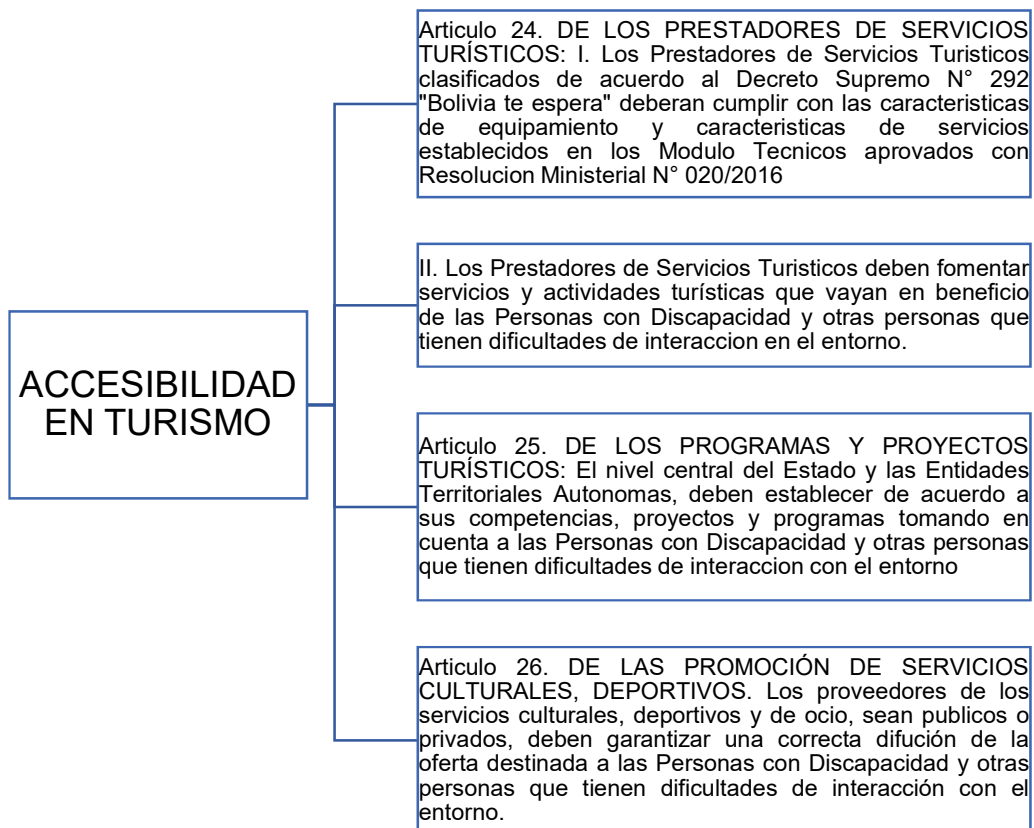 ACCESIBILIDAD
EN TURISMO
Articulo 24. DE LOS PRESTADORES DE SERVICIOS
TURÍSTICOS: I. Los Prestadores de Servicios Turisticos
clasificados de acuerdo al Decreto Supremo N° 292
"Bolivia te espera" deberan cumplir con las caracteristicas
de equipamiento y caracteristicas de servicios
establecidos en los Modulo Tecnicos aprovados con
Resolucion Ministerial N° 020/2016
II. Los Prestadores de Servicios Turisticos deben fomentar
servicios y actividades turísticas que vayan en beneficio
de las Personas con Discapacidad y otras personas que
tienen dificultades de interaccion en el entorno.
Articulo 25. DE LOS PROGRAMAS Y PROYECTOS
TURÍSTICOS: El nivel central del Estado y las Entidades
Territoriales Autonomas, deben establecer de acuerdo a
sus competencias, proyectos y programas tomando en
cuenta a las Personas con Discapacidad y otras personas
que tienen dificultades de interaccion con el entorno
Articulo 26. DE LAS PROMOCIÓN DE SERVICIOS
CULTURALES, DEPORTIVOS. Los proveedores de los
servicios culturales, deportivos y de ocio, sean publicos o
privados, deben garantizar una correcta difución de la
oferta destinada a las Personas con Discapacidad y otras
personas que tienen dificultades de interacción con el
entorno.